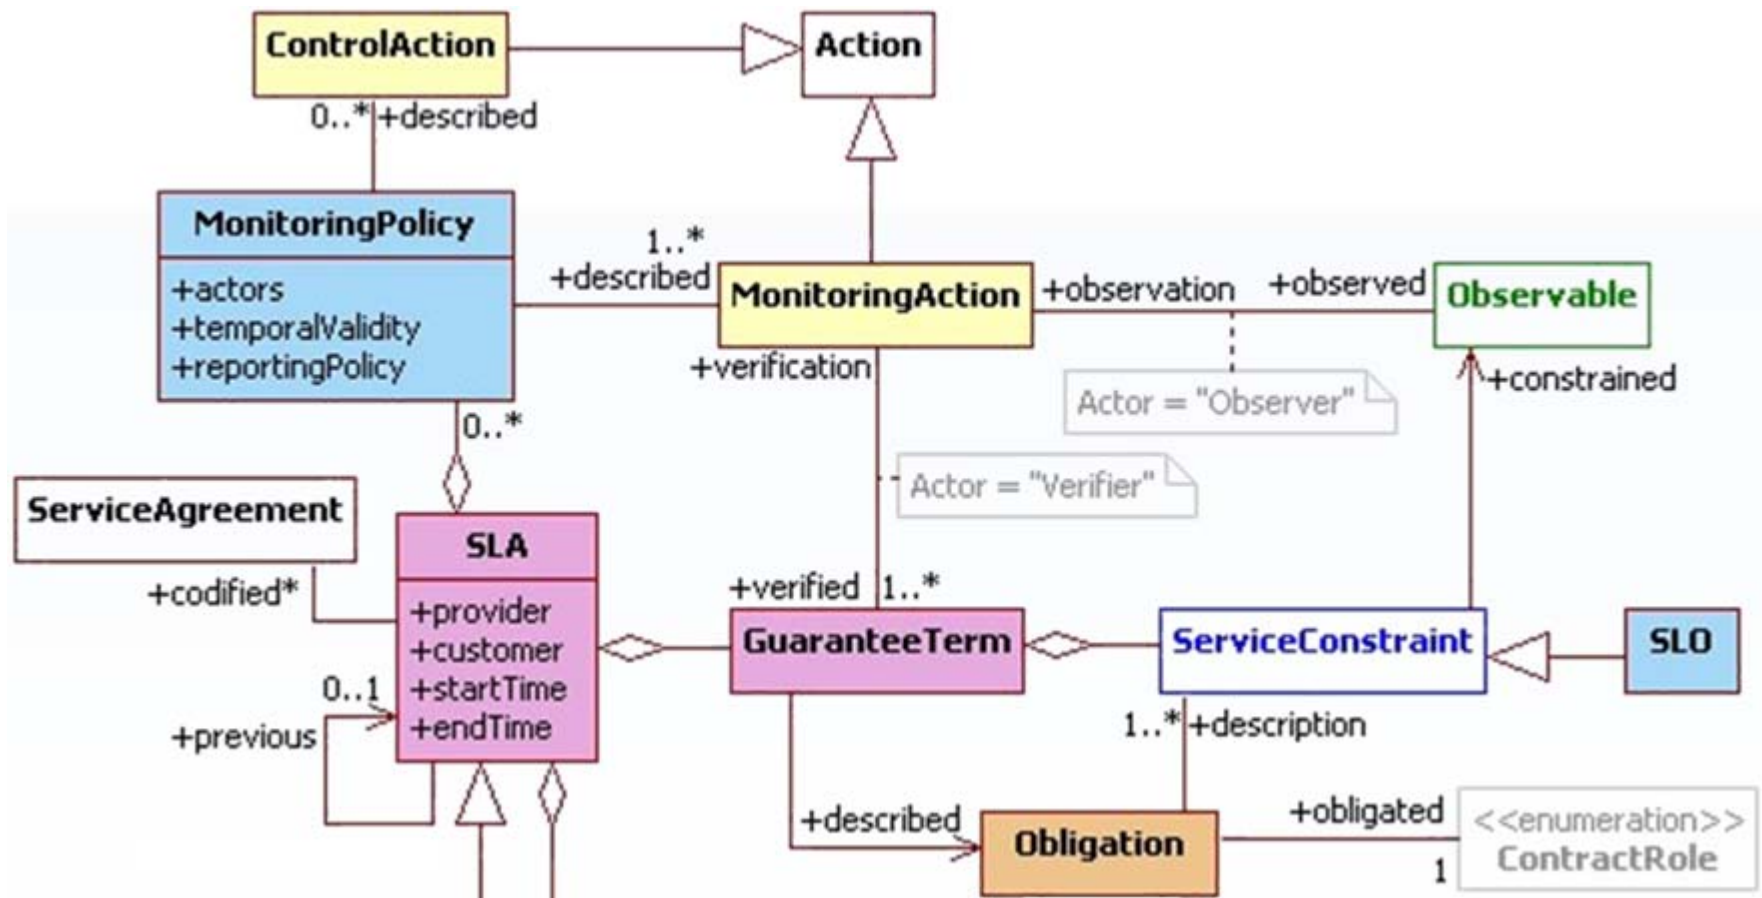 ControlAction
Action
0..* +described
MonitoringPolicy
+actors
+temporalValidity
+reportingPolicy
1..*
+described
MonitoringAction
+observation
+observed
Observable
+verification
+constrained
Actor = "Observer"
0..*
Actor = "Verifier"
ServiceAgreement
+codified*
SLA
+provider
+customer
+startTime
+endTime
0..1
+previous
+verified 1..*
GuaranteeTerm
ServiceConstraint
SLO
1..* +description
+described
Obligation
+obligated
1
<<enumeration>>
ContractRole